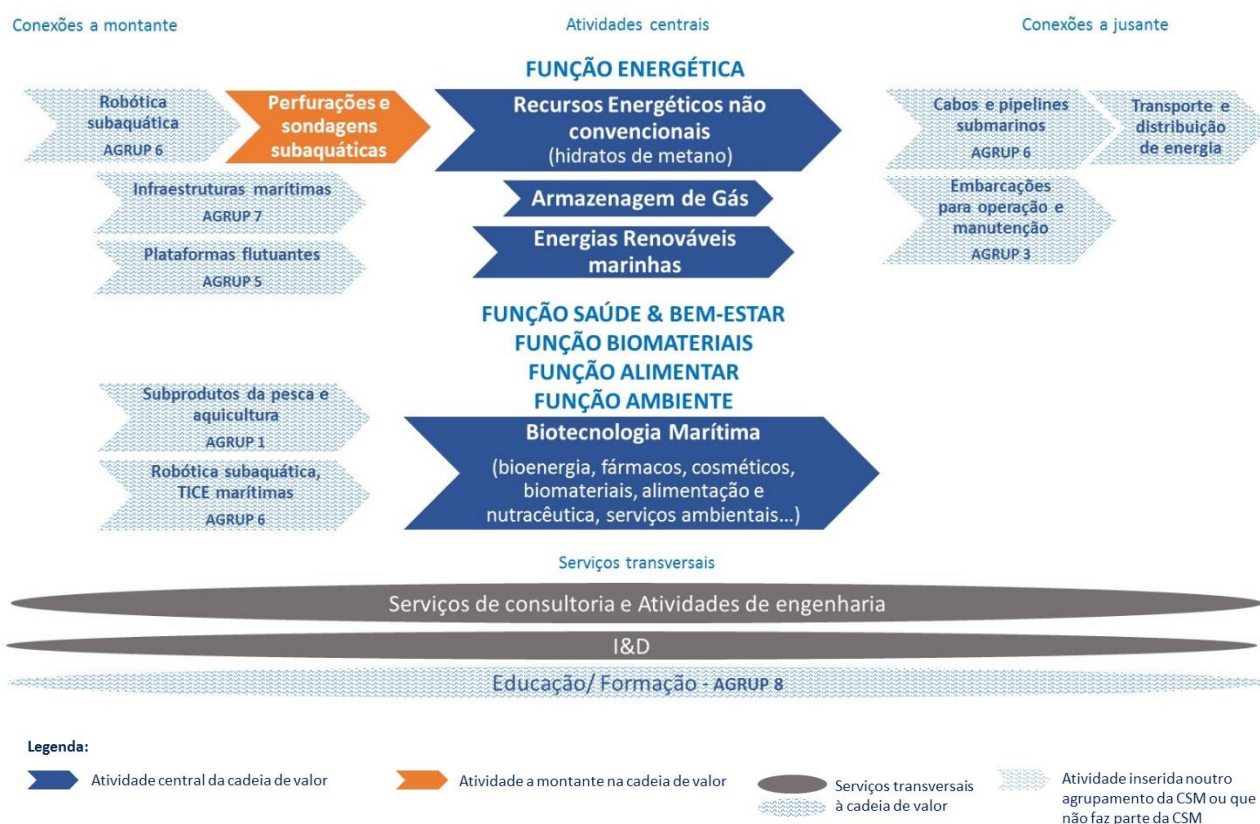 Conexões a montante
Atividades centrais
Conexões a jusante
FUNÇÃO ENERGÉTICA
Robótica
subaquática
AGRUP 6
Perfurações e
sondagens
subaquáticas
Recursos Energéticos não
convencionais
(hidratos de metano)
Cabos e pipelines
submarinos
AGRUP 6
Transporte e
distribuição
de energia
Infraestruturas marítimas
AGRUP 7
Armazenagem de Gás
Embarcações
para operação e
manutenção
AGRUP 3
Plataformas flutuantes
AGRUP 5
Energias Renováveis
marinhas
FUNÇÃO SAÚDE & BEM-ESTAR
FUNÇÃO BIOMATERIAIS
FUNÇÃO ALIMENTAR
FUNÇÃO AMBIENTE
Subprodutos da pesca e
aquicultura
AGRUP 1
Robótica subaquática,
TICE marítimas
AGRUP 6
Biotecnologia Marítima
(bioenergia, fármacos, cosméticos,
biomateriais, alimentação e
nutracêutica, serviços ambientais...)
Serviços transversais
Serviços de consultoria e Atividades de engenharia
I&D
Educação/ Formação - AGRUP 8
Legenda:
Atividade central da cadeia de valor
Atividade a montante na cadeia de valor
Serviços transversais
à cadeia de valor
Atividade inserida noutro
agrupamento da CSM ou que
não faz parte da CSM